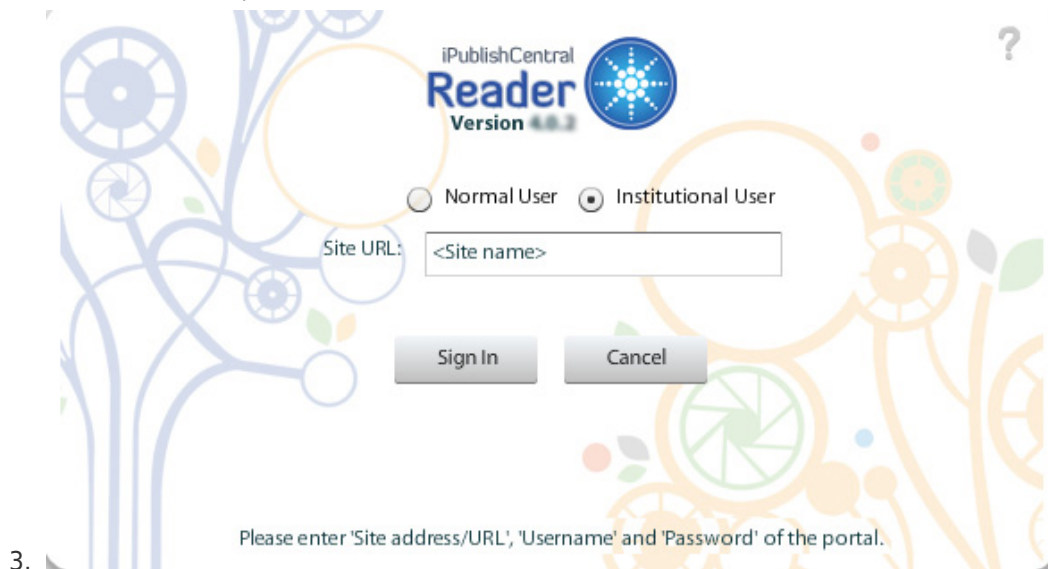 iPublishCentral
Reader
Version
?
Normal User Institutional User
Site URL: <Site name>
Sign In Cancel
Please enter 'Site address/URL', 'Username' and 'Password' of the portal.
3.